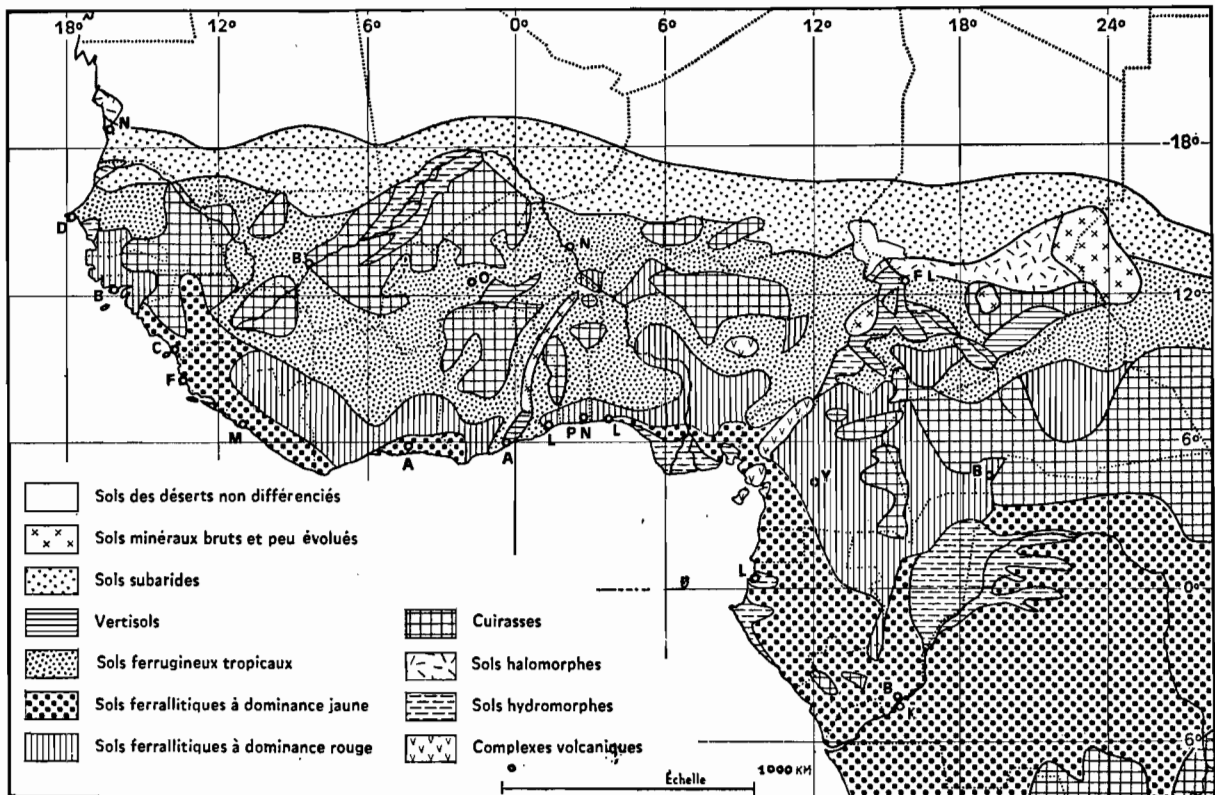 18° 12° 6° 0° 6° 12° 18° 24°
N
18°
D
B
N
O
B
F L
12°
C
F
M
A
A
L
P N
L
6°
Y
B
L
0°
B
K
6°
Sols des déserts non différenciés
Sols minéraux bruts et peu évolués
Sols subarides
Vertisols
Sols ferrugineux tropicaux
Sols ferrallitiques à dominance jaune
Sols ferrallitiques à dominance rouge
Cuirasses
Sols halomorphes
Sols hydromorphes
Complexes volcaniques
Échelle
1000 KM